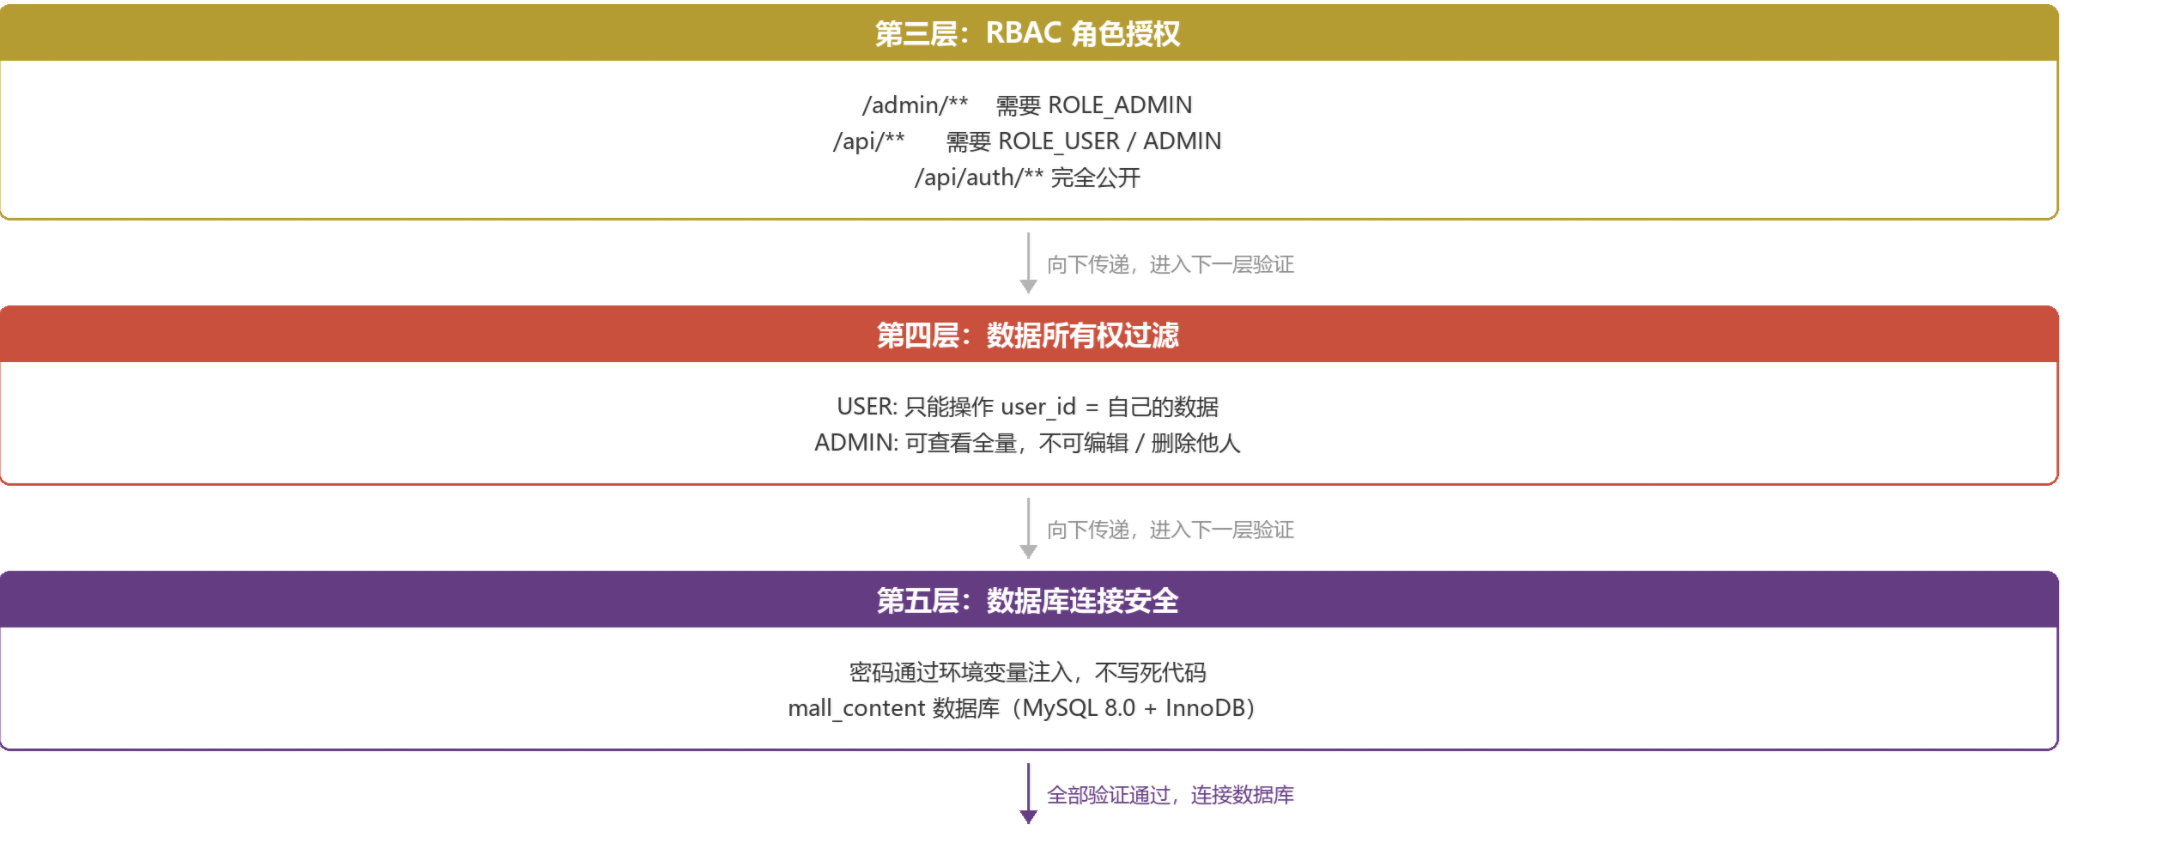 第三层：RBAC 角色授权
/admin/** 需要 ROLE_ADMIN
/api/** 需要 ROLE_USER / ADMIN
/api/auth/** 完全公开
向下传递，进入下一层验证
第四层：数据所有权过滤
USER: 只能操作 user_id = 自己的数据
ADMIN: 可查看全量，不可编辑 / 删除他人
向下传递，进入下一层验证
第五层：数据库连接安全
密码通过环境变量注入，不写死代码
mall_content 数据库（MySQL 8.0 + InnoDB）
全部验证通过，连接数据库